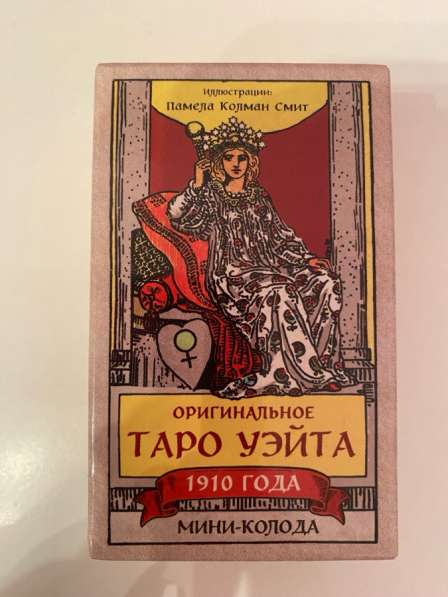 иллюстрации:
Памела Колман Смит
ОРИГИНАЛЬНОЕ
ТАРО УЭЙТА
1910 ГОДА
МИНИ-КОЛОДА